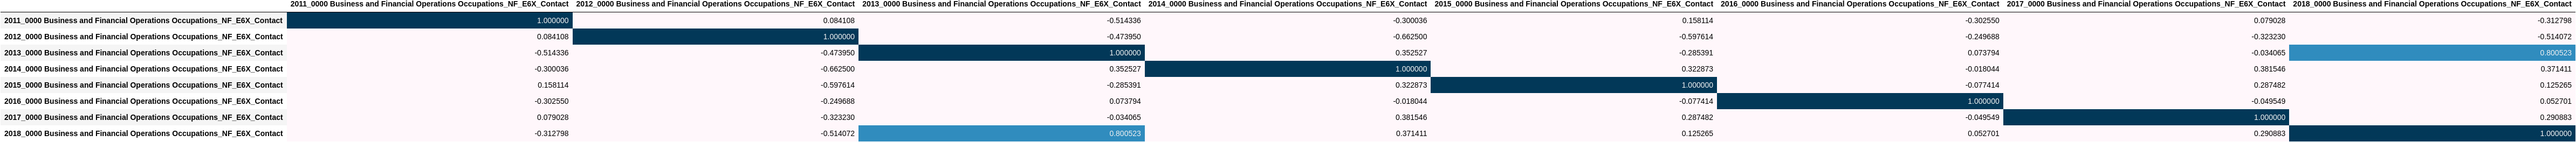 2011_0000 Business and Financial Operations Occupations_NF_E6X_Contact 2012_0000 Business and Financial Operations Occupations_NF_E6X_Contact 2013_0000 Business and Financial Operations Occupations_NF_E6X_Contact 2014_0000 Business and Financial Operations Occupations_NF_E6X_Contact 2015_0000 Business and Financial Operations Occupations_NF_E6X_Contact 2016_0000 Business and Financial Operations Occupations_NF_E6X_Contact 2017_0000 Business and Financial Operations Occupations_NF_E6X_Contact 2018_0000 Business and Financial Operations Occupations_NF_E6X_Contact
2011_0000 Business and Financial Operations Occupations_NF_E6X_Contact 1.000000 0.084108 -0.514336 -0.300036 0.158114 -0.302550 0.079028 -0.312798
2012_0000 Business and Financial Operations Occupations_NF_E6X_Contact 0.084108 1.000000 -0.473950 -0.662500 -0.597614 -0.249688 -0.323230 -0.514072
2013_0000 Business and Financial Operations Occupations_NF_E6X_Contact -0.514336 -0.473950 1.000000 0.352527 -0.285391 0.073794 -0.034065 0.800523
2014_0000 Business and Financial Operations Occupations_NF_E6X_Contact -0.300036 -0.662500 0.352527 1.000000 0.322873 -0.018044 0.381546 0.371411
2015_0000 Business and Financial Operations Occupations_NF_E6X_Contact 0.158114 -0.597614 -0.285391 0.322873 1.000000 -0.077414 0.287482 0.125265
2016_0000 Business and Financial Operations Occupations_NF_E6X_Contact -0.302550 -0.249688 0.073794 -0.018044 -0.077414 1.000000 -0.049549 0.052701
2017_0000 Business and Financial Operations Occupations_NF_E6X_Contact 0.079028 -0.323230 -0.034065 0.381546 0.287482 -0.049549 1.000000 0.290883
2018_0000 Business and Financial Operations Occupations_NF_E6X_Contact -0.312798 -0.514072 0.800523 0.371411 0.125265 0.052701 0.290883 1.000000